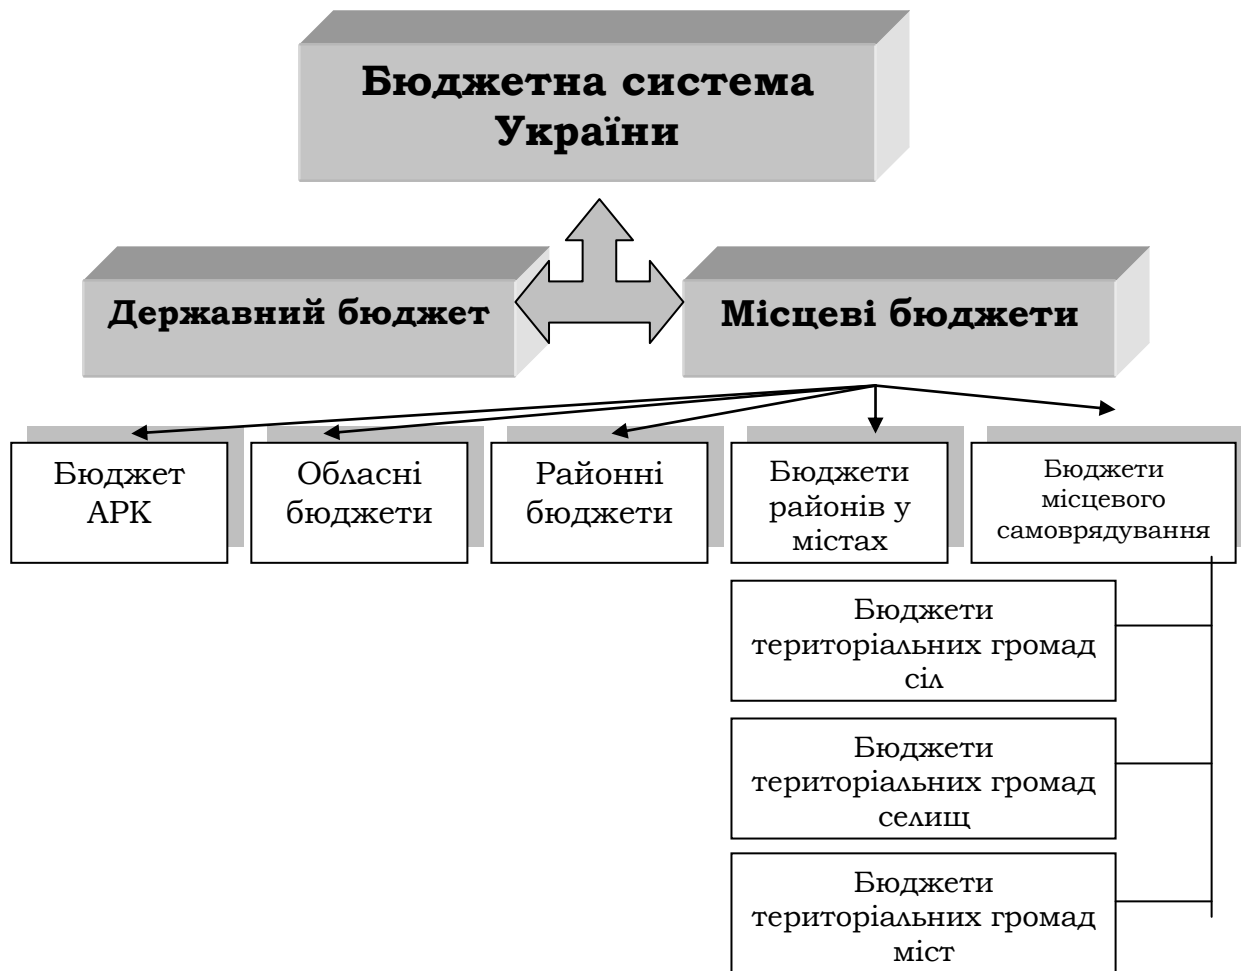 Бюджетна система
України
Державний бюджет
Місцеві бюджети
Бюджет
АРК
Обласні
бюджети
Районні
бюджети
Бюджети
районів у
містах
Бюджети
місцевого
самоврядування
Бюджети
територіальних громад
сіл
Бюджети
територіальних громад
селищ
Бюджети
територіальних громад
міст